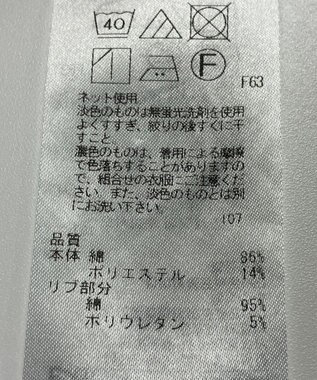 40
F
F63
ネット使用
淡色のものは無蛍光洗剤を使用
よくすすぎ、絞りの後すぐに干
すこと。
濃色のものは、着用による摩擦
で色落ちすることがありますの
で、組合せの衣服にご注意くだ
さい。また、淡色のものとは別
にお洗い下さい。
107
品質
本体 綿 86%
ポリエステル 14%
リブ部分
綿 95%
ポリウレタン 5%